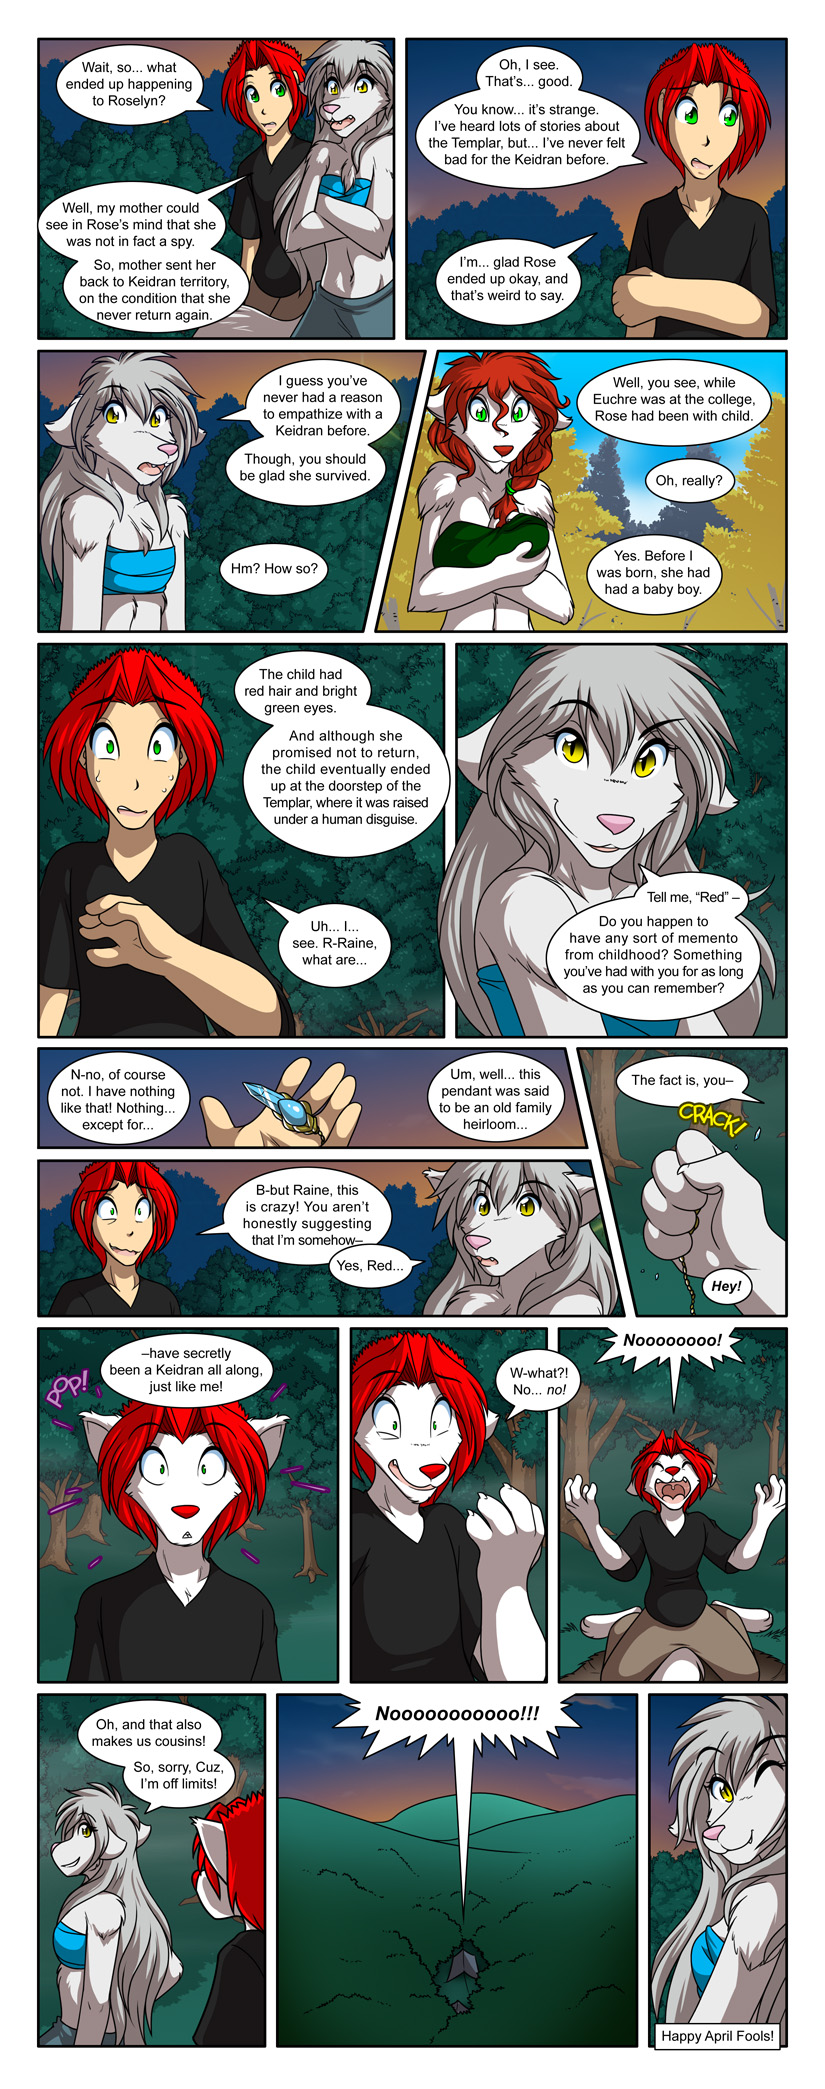 Wait, so... what
ended up happening
to Roselyn?
Well, my mother could
see in Rose's mind that she
was not in fact a spy.
So, mother sent her
back to Keidran territory,
on the condition that she
never return again.
Oh, I see.
That's... good.
You know... it's strange.
I've heard lots of stories about
the Templar, but... I've never felt
bad for the Keidran before.
I'm... glad Rose
ended up okay, and
that's weird to say.
I guess you've
never had a reason
to empathize with a
Keidran before.
Though, you should
be glad she survived.
Hm? How so?
Well, you see, while
Euchre was at the college,
Rose had been with child.
Oh, really?
Yes. Before I
was born, she had
had a baby boy.
The child had
red hair and bright
green eyes.
And although she
promised not to return,
the child eventually ended
up at the doorstep of the
Templar, where it was raised
under a human disguise.
Uh... I...
see. R-Raine,
what are...
Tell me, “Red” –
Do you happen to
have any sort of memento
from childhood? Something
you've had with you for as long
as you can remember?
N-no, of course
not. I have nothing
like that! Nothing...
except for...
Um, well... this
pendant was said
to be an old family
heirloom...
B-but Raine, this
is crazy! You aren't
honestly suggesting
that I'm somehow–
Yes, Red...
The fact is, you–
CRACK!
Hey!
–have secretly
been a Keidran all along,
just like me!
POP!
W-what?!
No... no!
Noooooooo!
Oh, and that also
makes us cousins!
So, sorry, Cuz,
I'm off limits!
Nooooooooooo!!!
Happy April Fools!